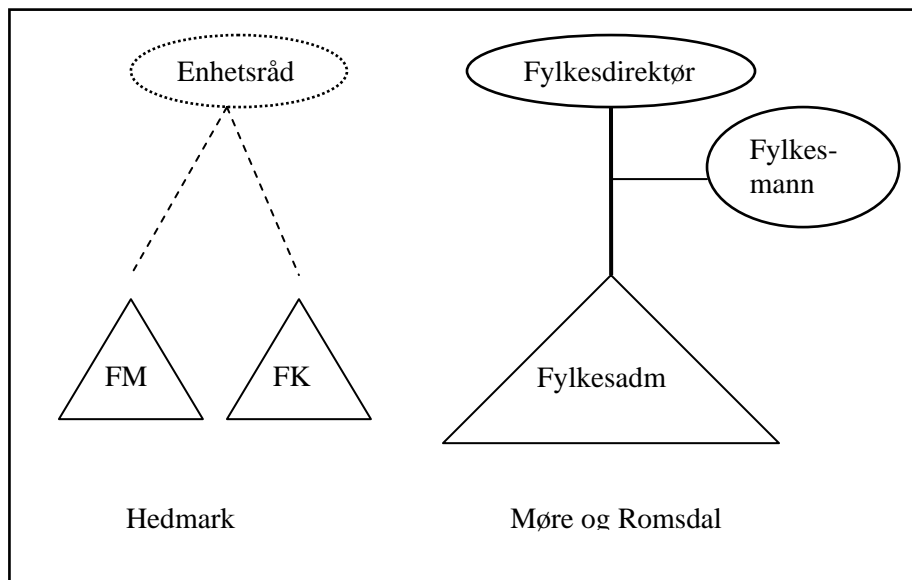 Enhetsråd
Fylkesdirektør
Fylkes-
mann
FM
FK
Fylkesadm
Hedmark
Møre og Romsdal